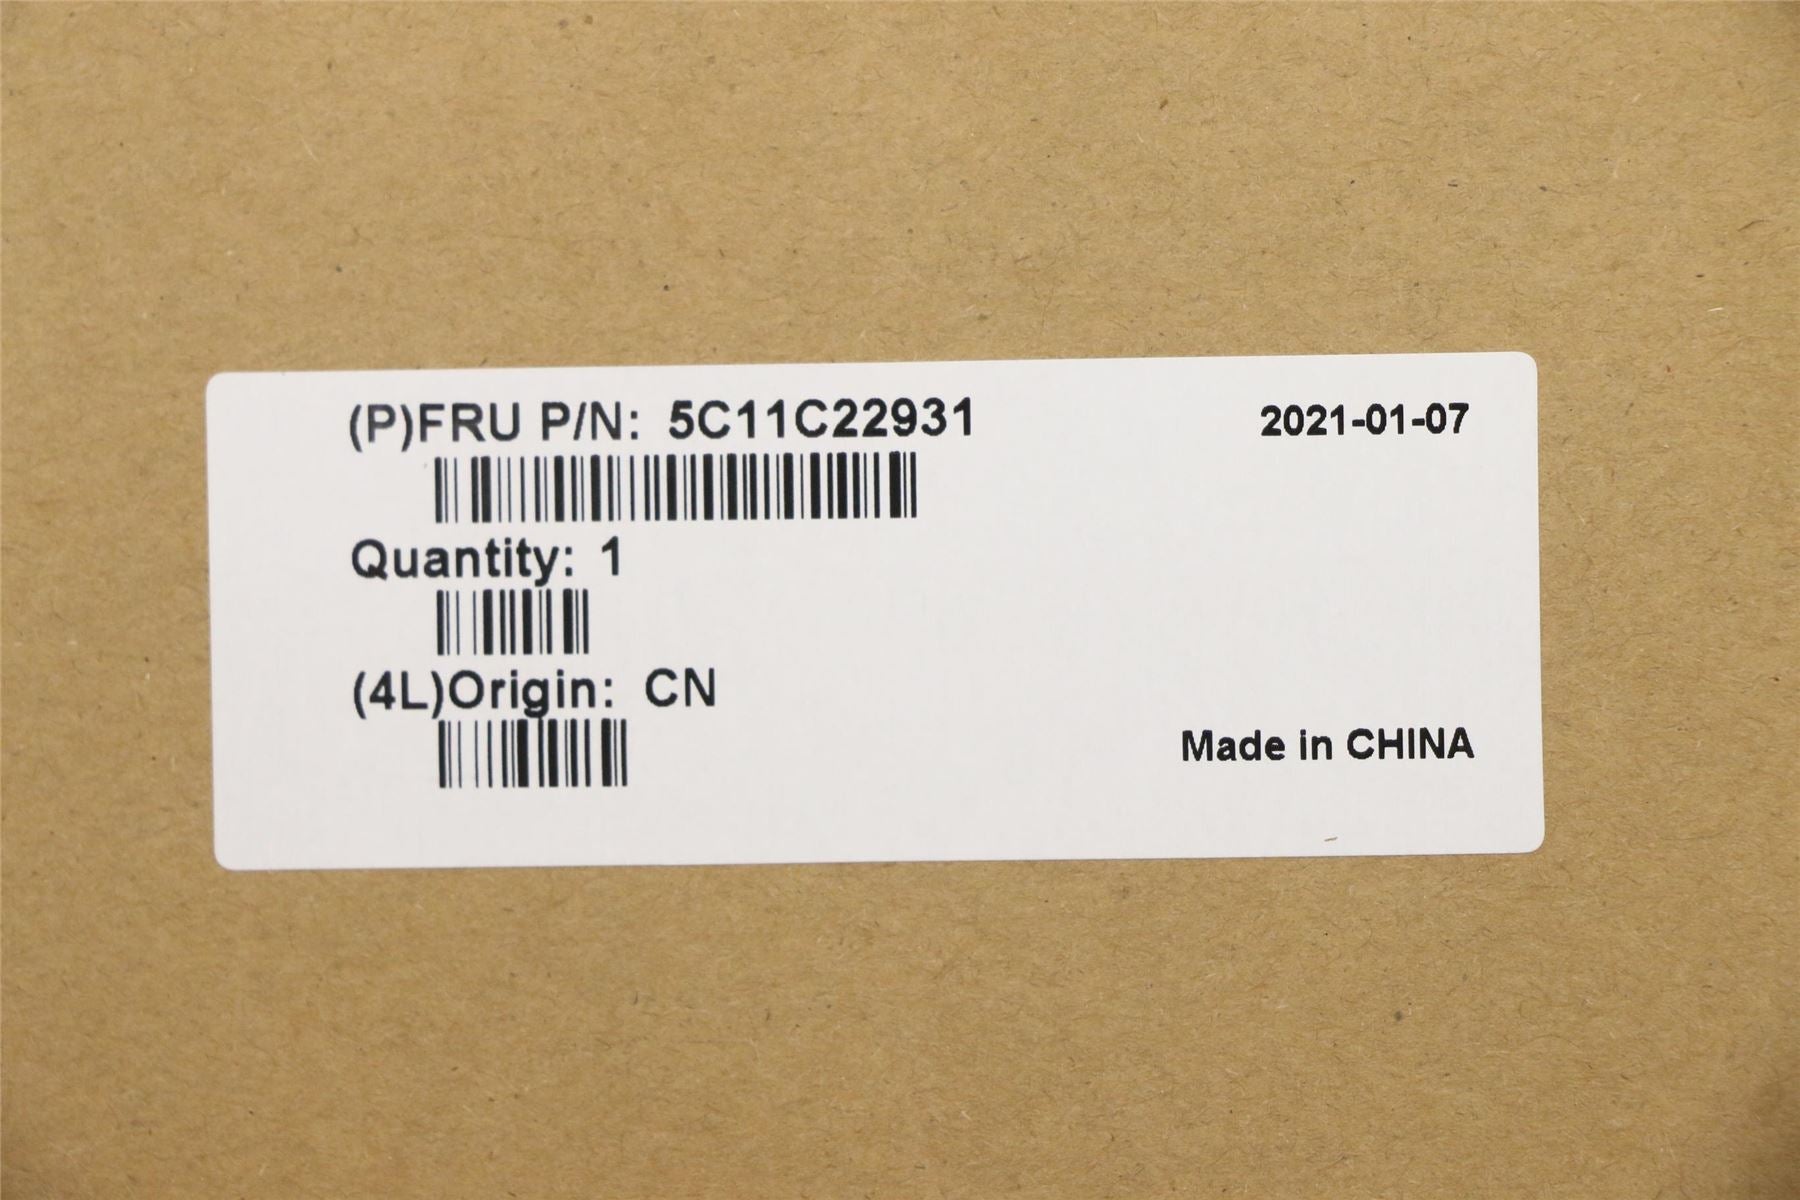 (P)FRU P/N: 5C11C22931
2021-01-07
Quantity: 1
(4L)Origin: CN
Made in CHINA